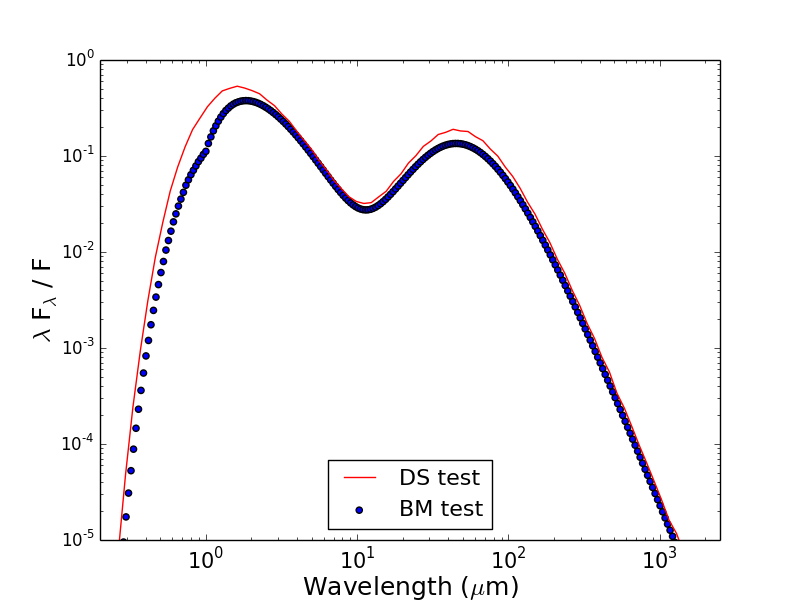 10⁰
10⁻¹
10⁻²
10⁻³
10⁻⁴
10⁻⁵
λ F_λ / F
DS test
BM test
10⁰ 10¹ 10² 10³
Wavelength (μm)